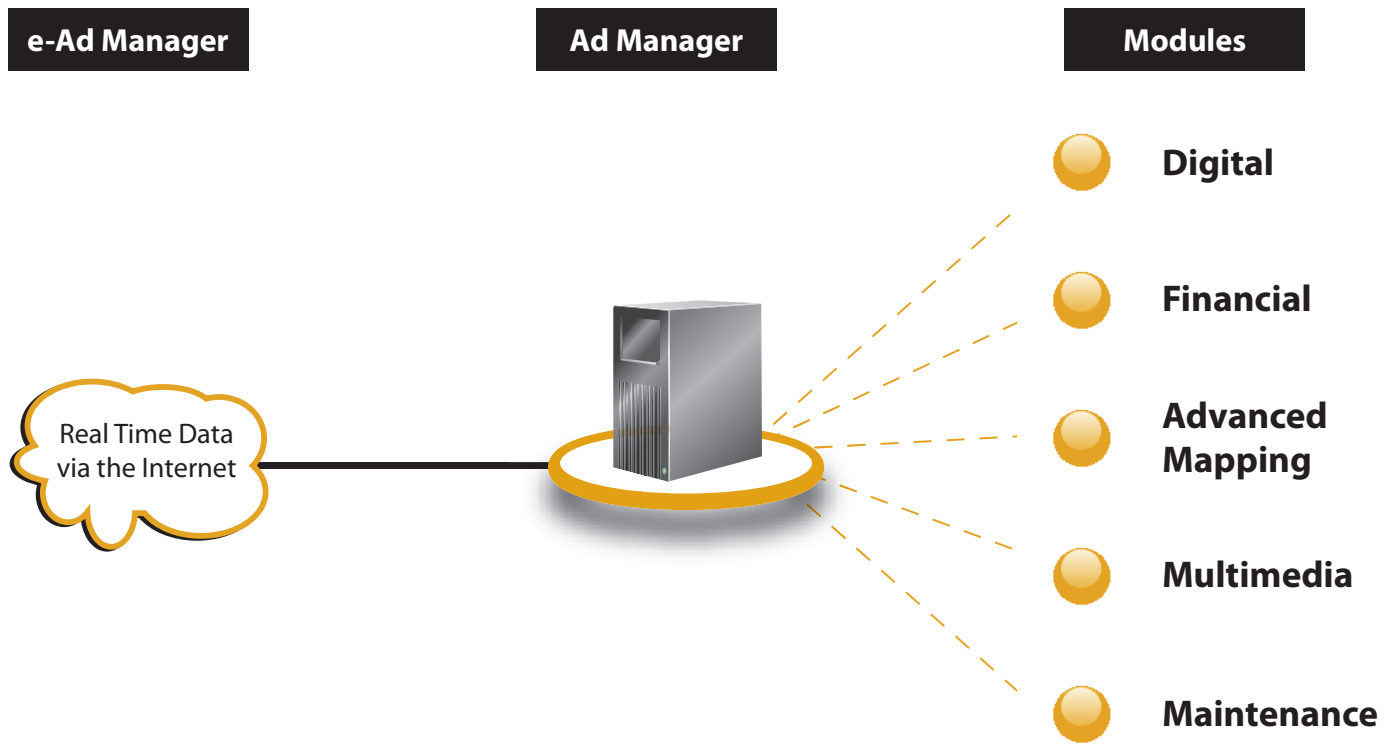 e-Ad Manager
Ad Manager
Modules
Digital
Financial
Real Time Data
via the Internet
Advanced
Mapping
Multimedia
Maintenance